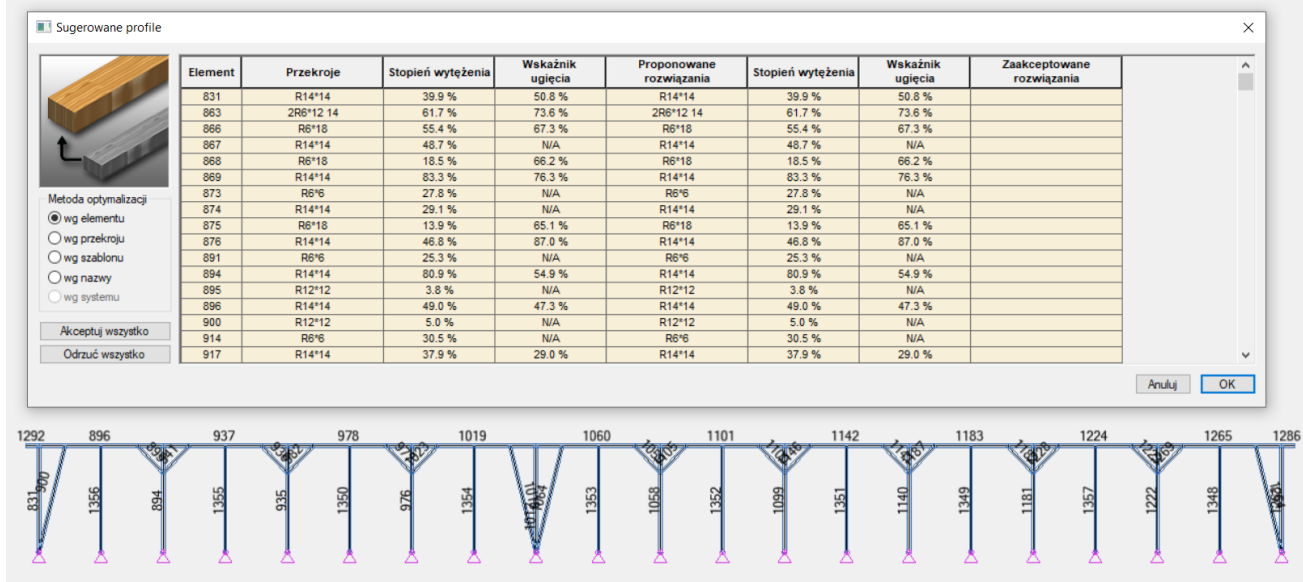 Sugerowane profile
Element Przekroje Stopień wytężenia Wskaźnik ugięcia Proponowane rozwiązania Stopień wytężenia Wskaźnik ugięcia Zaakceptowane rozwiązania
831 R14*14 39.9 % 50.8 % R14*14 39.9 % 50.8 %
863 2R6*12 14 61.7 % 73.6 % 2R6*12 14 61.7 % 73.6 %
866 R6*18 55.4 % 67.3 % R6*18 55.4 % 67.3 %
867 R14*14 48.7 % N/A R14*14 48.7 % N/A
868 R6*18 18.5 % 66.2 % R6*18 18.5 % 66.2 %
869 R14*14 83.3 % 76.3 % R14*14 83.3 % 76.3 %
873 R6*6 27.8 % N/A R6*6 27.8 % N/A
874 R14*14 29.1 % N/A R14*14 29.1 % N/A
875 R6*18 13.9 % 65.1 % R6*18 13.9 % 65.1 %
876 R14*14 46.8 % 87.0 % R14*14 46.8 % 87.0 %
891 R6*6 25.3 % N/A R6*6 25.3 % N/A
894 R14*14 80.9 % 54.9 % R14*14 80.9 % 54.9 %
895 R12*12 3.8 % N/A R12*12 3.8 % N/A
896 R14*14 49.0 % 47.3 % R14*14 49.0 % 47.3 %
900 R12*12 5.0 % N/A R12*12 5.0 % N/A
914 R6*6 30.5 % N/A R6*6 30.5 % N/A
917 R14*14 37.9 % 29.0 % R14*14 37.9 % 29.0 %
Metoda optymalizacji
wg elementu
wg przekroju
wg szablonu
wg nazwy
wg systemu
Akceptuj wszystko
Odrzuć wszystko
Anuluj OK
1292 896 937 978 1019 1060 1101 1142 1183 1224 1265 1286
831 900 1356 894 1355 935 1350 976 1354 1064 1353 1058 1352 1099 1351 1140 1349 1181 1357 1222 1348